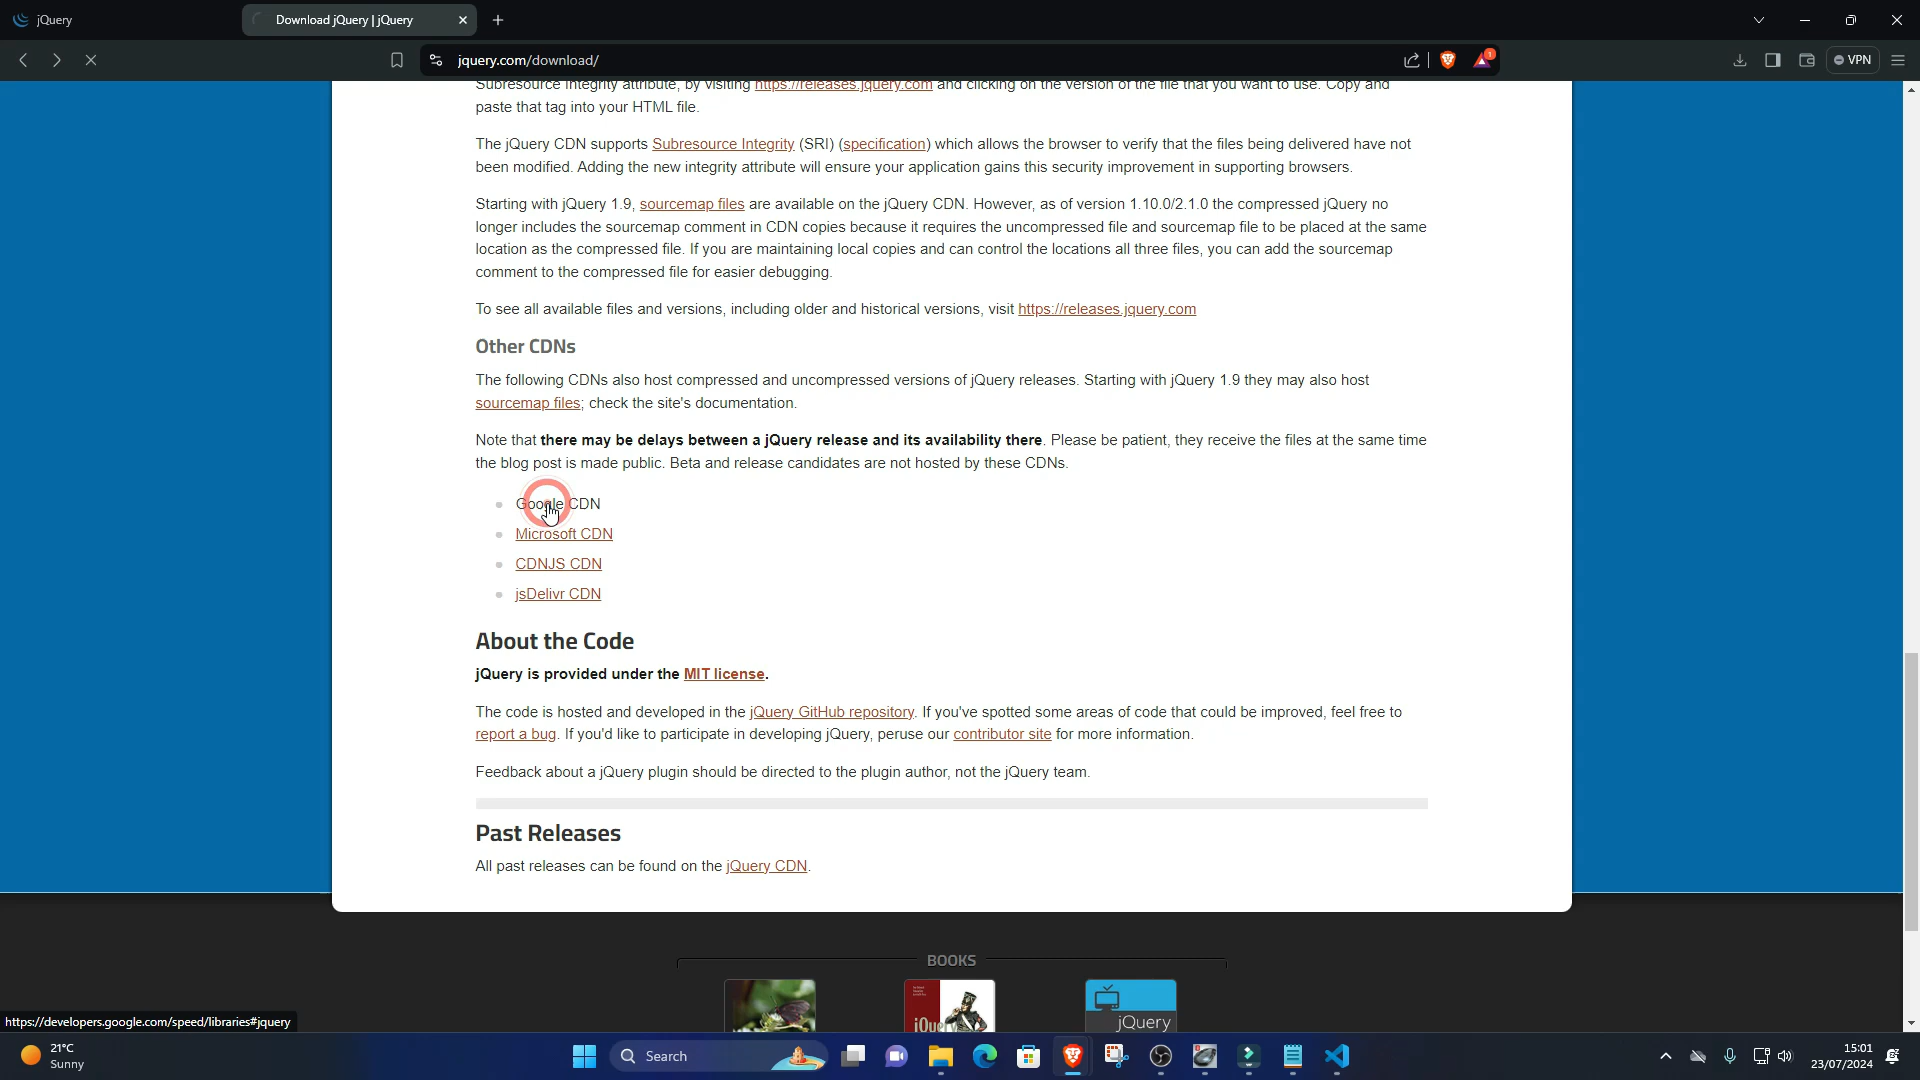 jQuery
Download jQuery | jQuery
jquery.com/download/
1
VPN
Subresource Integrity attribute, by visiting https://releases.jquery.com and clicking on the version of the file that you want to use. Copy and
paste that tag into your HTML file.
The jQuery CDN supports Subresource Integrity (SRI) (specification) which allows the browser to verify that the files being delivered have not
been modified. Adding the new integrity attribute will ensure your application gains this security improvement in supporting browsers.
Starting with jQuery 1.9, sourcemap files are available on the jQuery CDN. However, as of version 1.10.0/2.1.0 the compressed jQuery no
longer includes the sourcemap comment in CDN copies because it requires the uncompressed file and sourcemap file to be placed at the same
location as the compressed file. If you are maintaining local copies and can control the locations all three files, you can add the sourcemap
comment to the compressed file for easier debugging.
To see all available files and versions, including older and historical versions, visit https://releases.jquery.com
Other CDNs
The following CDNs also host compressed and uncompressed versions of jQuery releases. Starting with jQuery 1.9 they may also host
sourcemap files; check the site's documentation.
Note that there may be delays between a jQuery release and its availability there. Please be patient, they receive the files at the same time
the blog post is made public. Beta and release candidates are not hosted by these CDNs.
Google CDN
Microsoft CDN
CDNJS CDN
jsDelivr CDN
About the Code
jQuery is provided under the MIT license.
The code is hosted and developed in the jQuery GitHub repository. If you've spotted some areas of code that could be improved, feel free to
report a bug. If you'd like to participate in developing jQuery, peruse our contributor site for more information.
Feedback about a jQuery plugin should be directed to the plugin author, not the jQuery team.
Past Releases
All past releases can be found on the jQuery CDN.
BOOKS
jQuery
https://developers.google.com/speed/libraries#jquery
21°C
Sunny
Search
15:01
23/07/2024